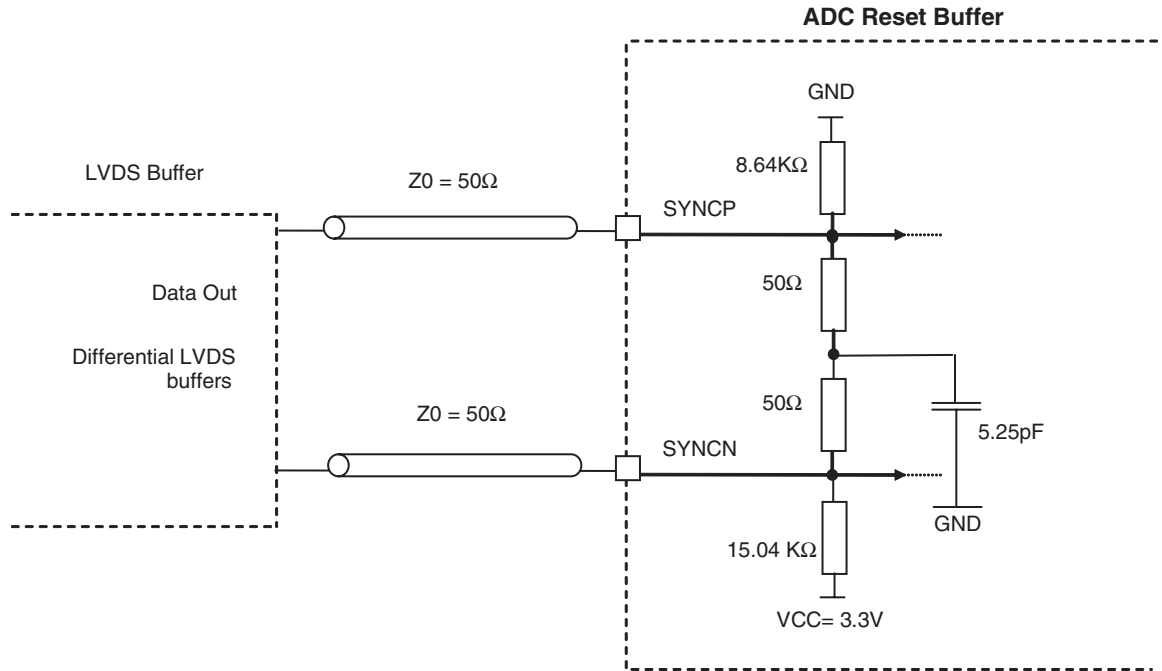 ADC Reset Buffer
GND
8.64KΩ
LVDS Buffer
Z0 = 50Ω
SYNCP
50Ω
Data Out
Differential LVDS
buffers
50Ω
Z0 = 50Ω
5.25pF
SYNCN
GND
15.04 KΩ
VCC= 3.3V